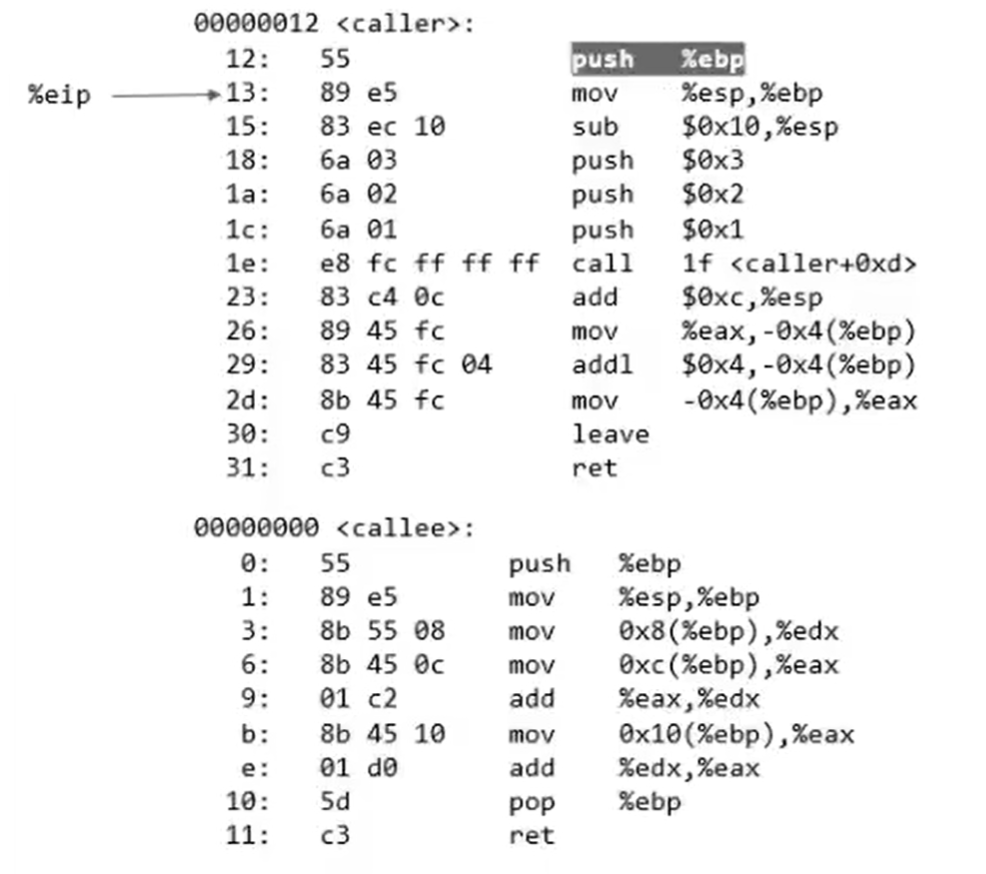 00000012 <caller>:
12: 55 push %ebp
%eip 13: 89 e5 mov %esp,%ebp
15: 83 ec 10 sub $0x10,%esp
18: 6a 03 push $0x3
1a: 6a 02 push $0x2
1c: 6a 01 push $0x1
1e: e8 fc ff ff ff call 1f <caller+0xd>
23: 83 c4 0c add $0xc,%esp
26: 89 45 fc mov %eax,-0x4(%ebp)
29: 83 45 fc 04 addl $0x4,-0x4(%ebp)
2d: 8b 45 fc mov -0x4(%ebp),%eax
30: c9 leave
31: c3 ret
00000000 <callee>:
0: 55 push %ebp
1: 89 e5 mov %esp,%ebp
3: 8b 55 08 mov 0x8(%ebp),%edx
6: 8b 45 0c mov 0xc(%ebp),%eax
9: 01 c2 add %eax,%edx
b: 8b 45 10 mov 0x10(%ebp),%eax
e: 01 d0 add %edx,%eax
10: 5d pop %ebp
11: c3 ret